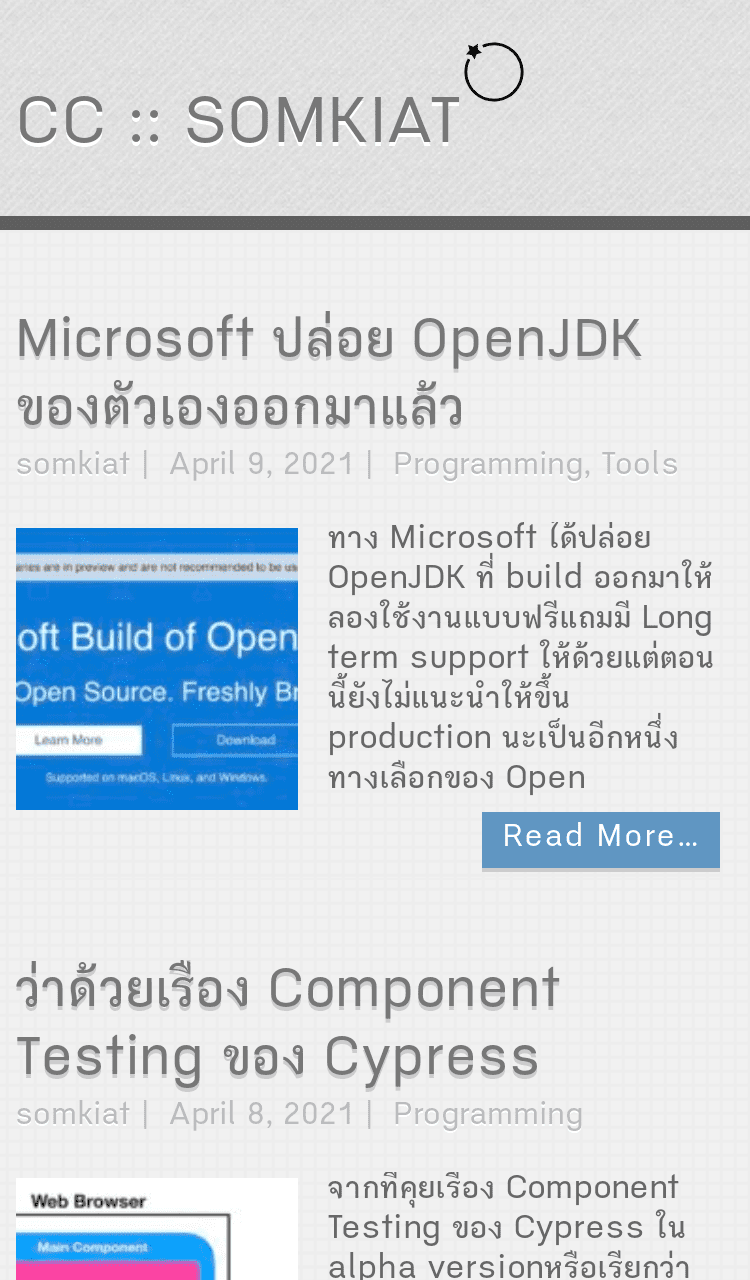 CC :: SOMKIAT
Microsoft ปล่อย OpenJDK
ของตัวเองออกมาแล้ว
somkiat | April 9, 2021 | Programming, Tools
are in preview and are not recommended to be
Build of
Open Source. Freshly
Learn More
Download
Supported on macOS, Linux, and Windows.
ทาง Microsoft ได้ปล่อย
OpenJDK ที่ build ออกมาให้
ลองใช้งานแบบฟรีแถมมี Long
term support ให้ด้วยแต่ตอน
นี้ยังไม่แนะนำให้ขึ้น
production นะเป็นอีกหนึ่ง
ทางเลือกของ Open
Read More...
ว่าด้วยเรื่อง Component
Testing ของ Cypress
somkiat | April 8, 2021 | Programming
Web Browser
Main Component
จากที่คุยเรื่อง Component
Testing ของ Cypress ใน
alpha versionหรือเรียกว่า